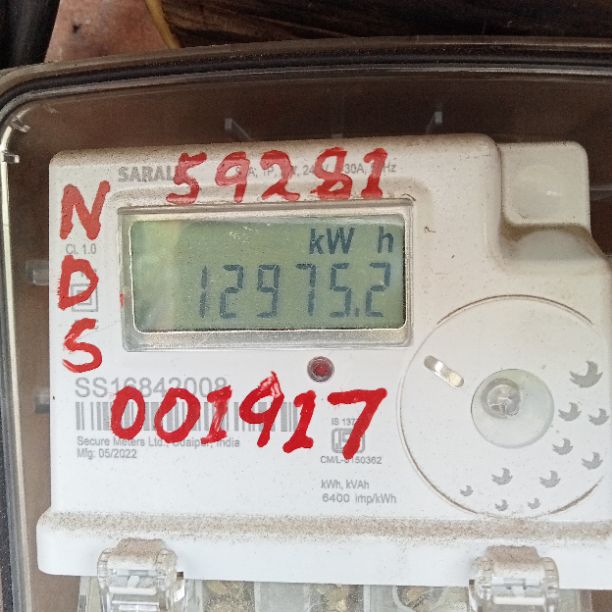 SARAL
59281
N
D
S
Cl. 1.0
kW h
12975.2
SS16842008
001917
Secure Meters Ltd., Udaipur, India
Mfg: 05/2022
kWh, kVAh
6400 imp/kWh